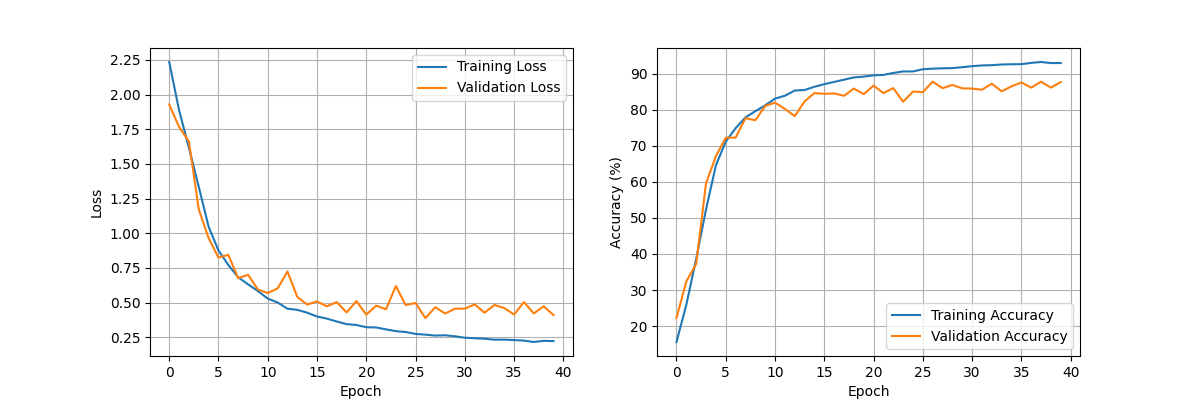 2.25
2.00
1.75
1.50
1.25
1.00
0.75
0.50
0.25
Loss
0 5 10 15 20 25 30 35 40
Epoch
Training Loss
Validation Loss
90
80
70
60
50
40
30
20
Accuracy (%)
0 5 10 15 20 25 30 35 40
Epoch
Training Accuracy
Validation Accuracy